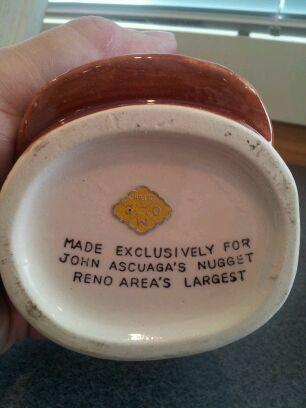 MADE EXCLUSIVELY FOR
JOHN ASCUAGA'S NUGGET
RENO AREA'S LARGEST